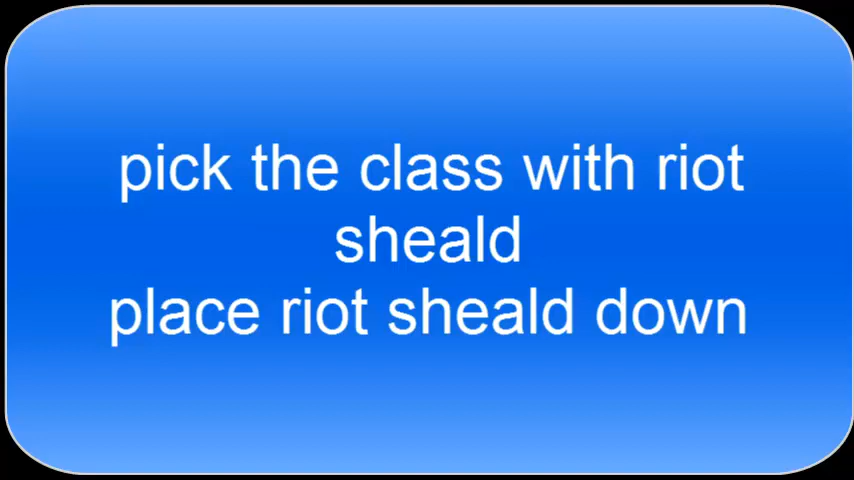 pick the class with riot
sheald
place riot sheald down